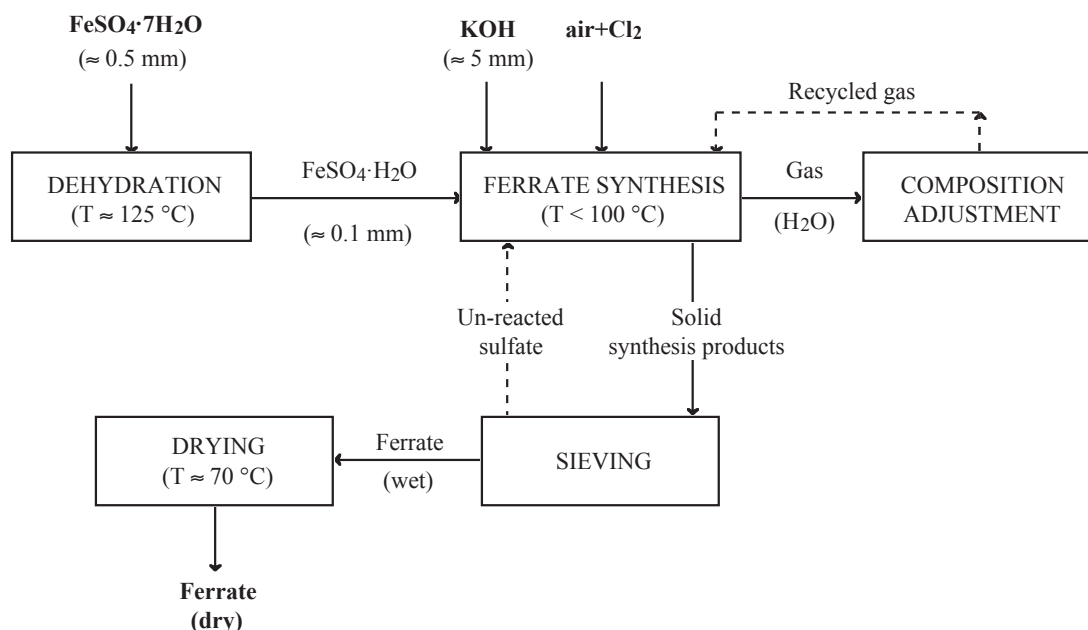 FeSO₄·7H₂O
(≈ 0.5 mm)
KOH
(≈ 5 mm)
air+Cl₂
Recycled gas
DEHYDRATION
(T ≈ 125 °C)
FeSO₄·H₂O
(≈ 0.1 mm)
FERRATE SYNTHESIS
(T < 100 °C)
Gas
(H₂O)
COMPOSITION
ADJUSTMENT
Un-reacted
sulfate
Solid
synthesis products
DRYING
(T ≈ 70 °C)
Ferrate
(wet)
SIEVING
Ferrate
(dry)